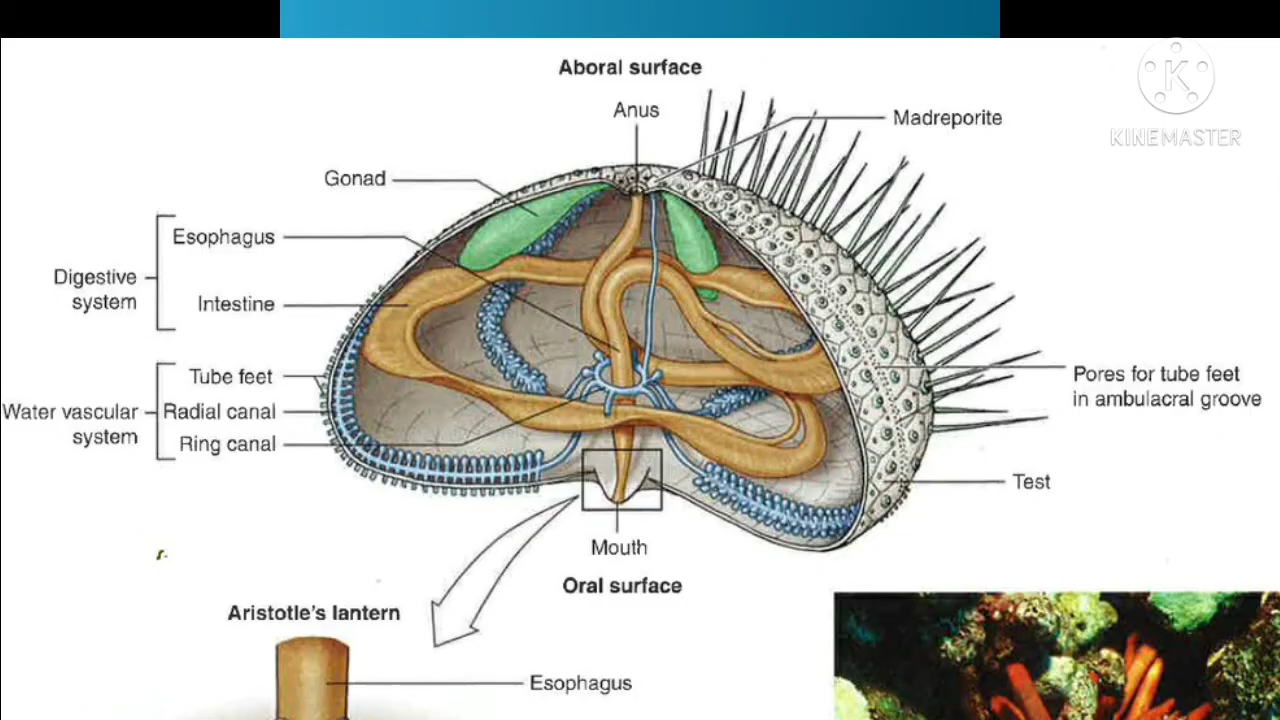 Aboral surface
Anus
Madreporite
KINEMASTER
Gonad
Esophagus
Digestive
system
Intestine
Tube feet
Water vascular
system
Radial canal
Ring canal
Pores for tube feet
in ambulacral groove
Test
Mouth
Oral surface
Aristotle's lantern
Esophagus